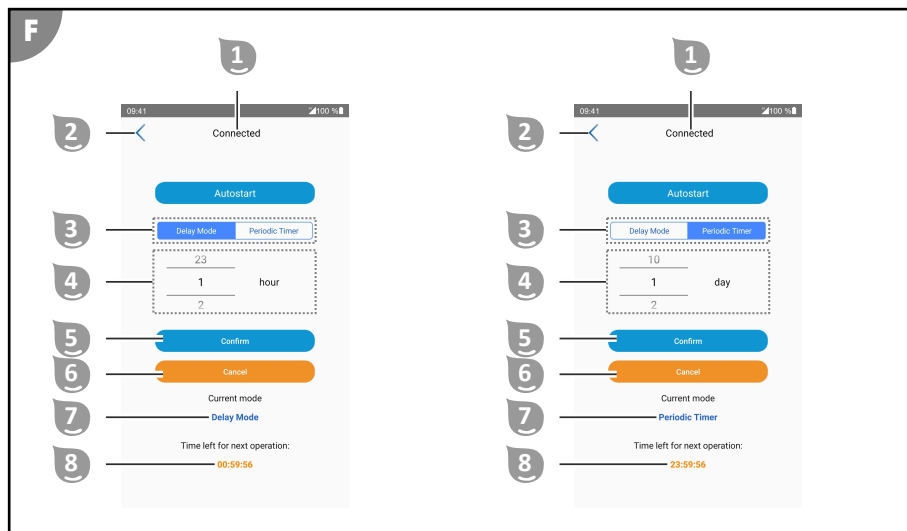 F
1
09:41 100 %
2
Connected
Autostart
3
Delay Mode Periodic Timer
23
4
1 hour
2
5
Confirm
6
Cancel
Current mode
7
Delay Mode
Time left for next operation:
8
00:59:56
1
09:41 100 %
2
Connected
Autostart
3
Delay Mode Periodic Timer
10
4
1 day
2
5
Confirm
6
Cancel
Current mode
7
Periodic Timer
Time left for next operation:
8
23:59:56